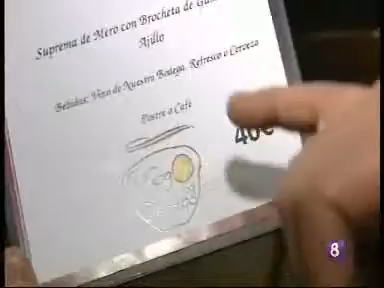 Suprema de Mero con Brocheta de
Ajillo
Bebidas: Vino de Nuestra Bodega, Refresco o Cerveza
Postre o Café
40€
8